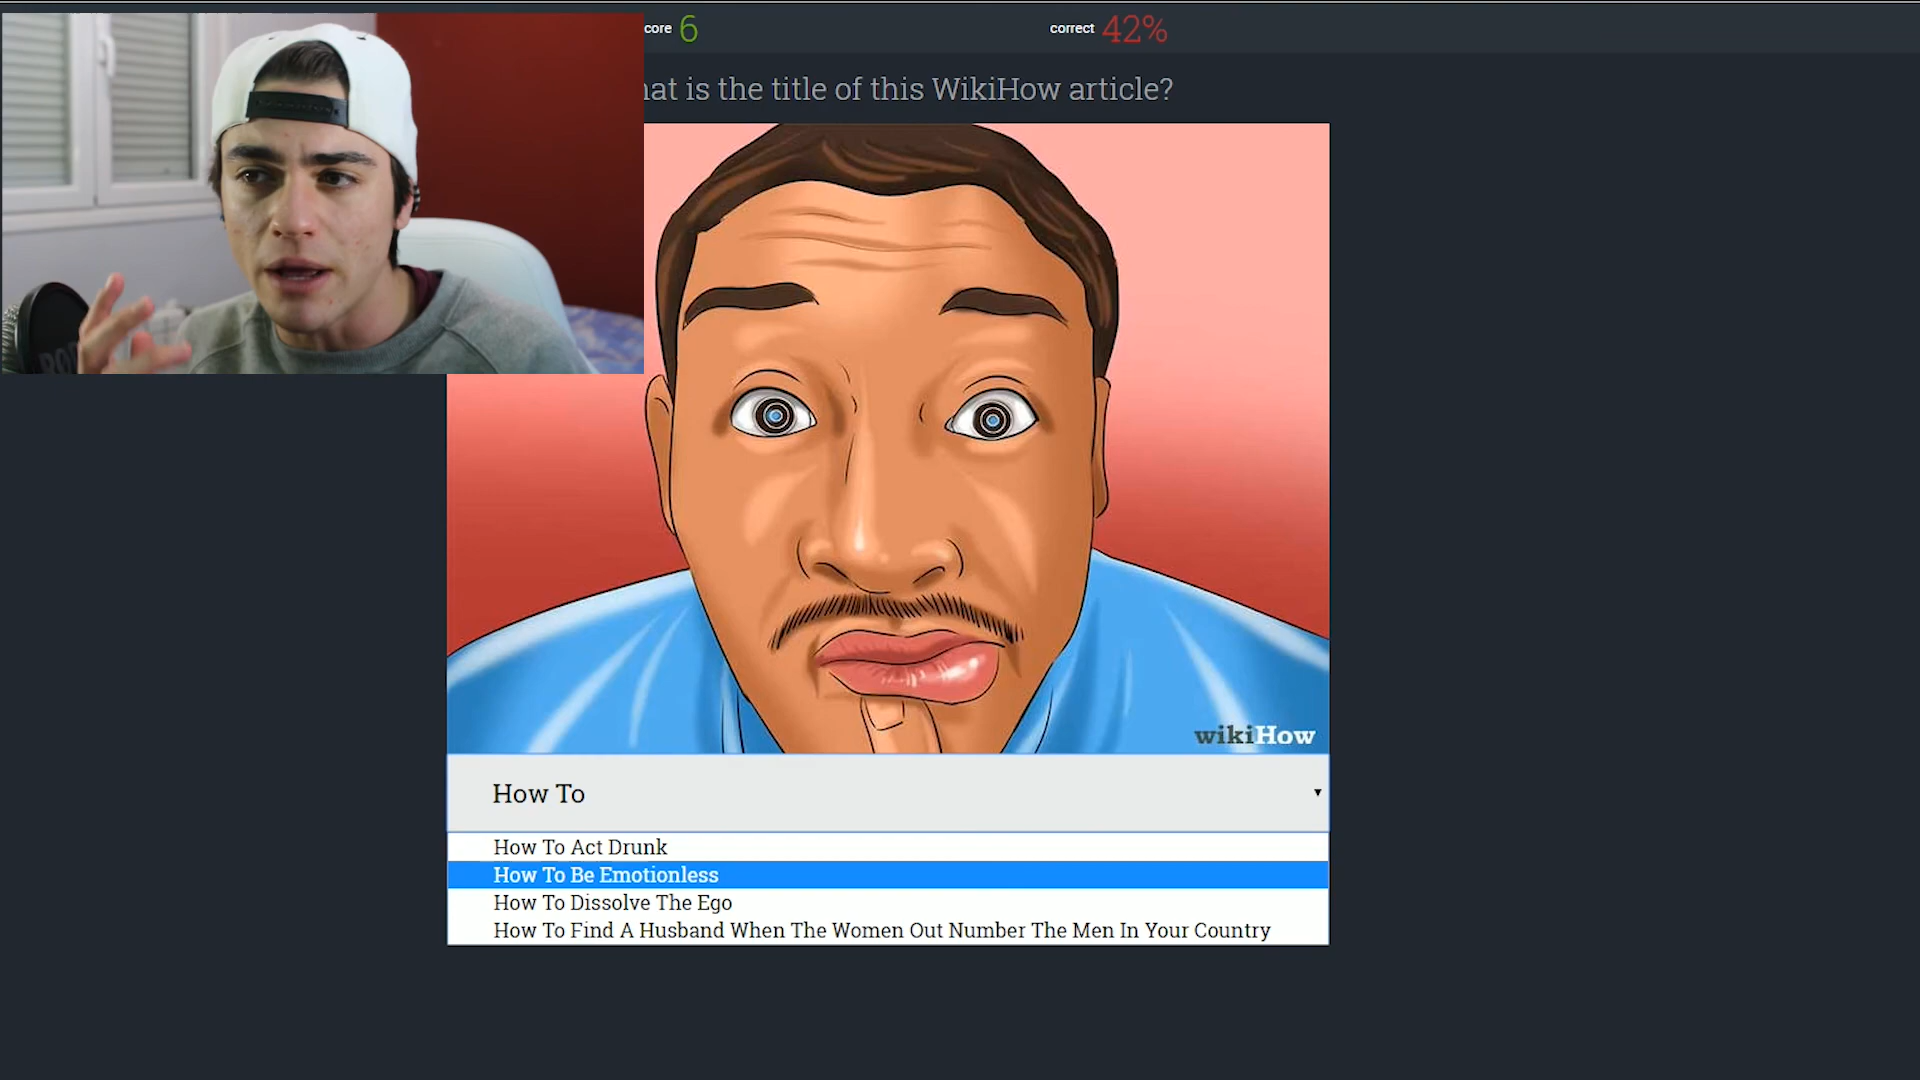 core 6
correct 42%
hat is the title of this WikiHow article?
wikiHow
How To
How To Act Drunk
How To Be Emotionless
How To Dissolve The Ego
How To Find A Husband When The Women Out Number The Men In Your Country